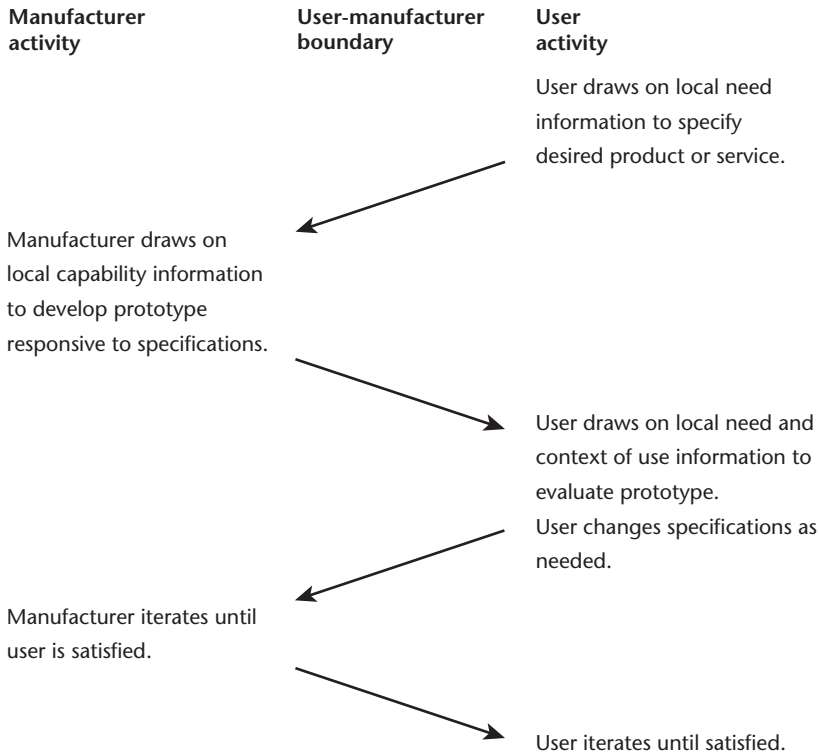 Manufacturer
activity
User-manufacturer
boundary
User
activity
User draws on local need
information to specify
desired product or service.
Manufacturer draws on
local capability information
to develop prototype
responsive to specifications.
User draws on local need and
context of use information to
evaluate prototype.
User changes specifications as
needed.
Manufacturer iterates until
user is satisfied.
User iterates until satisfied.